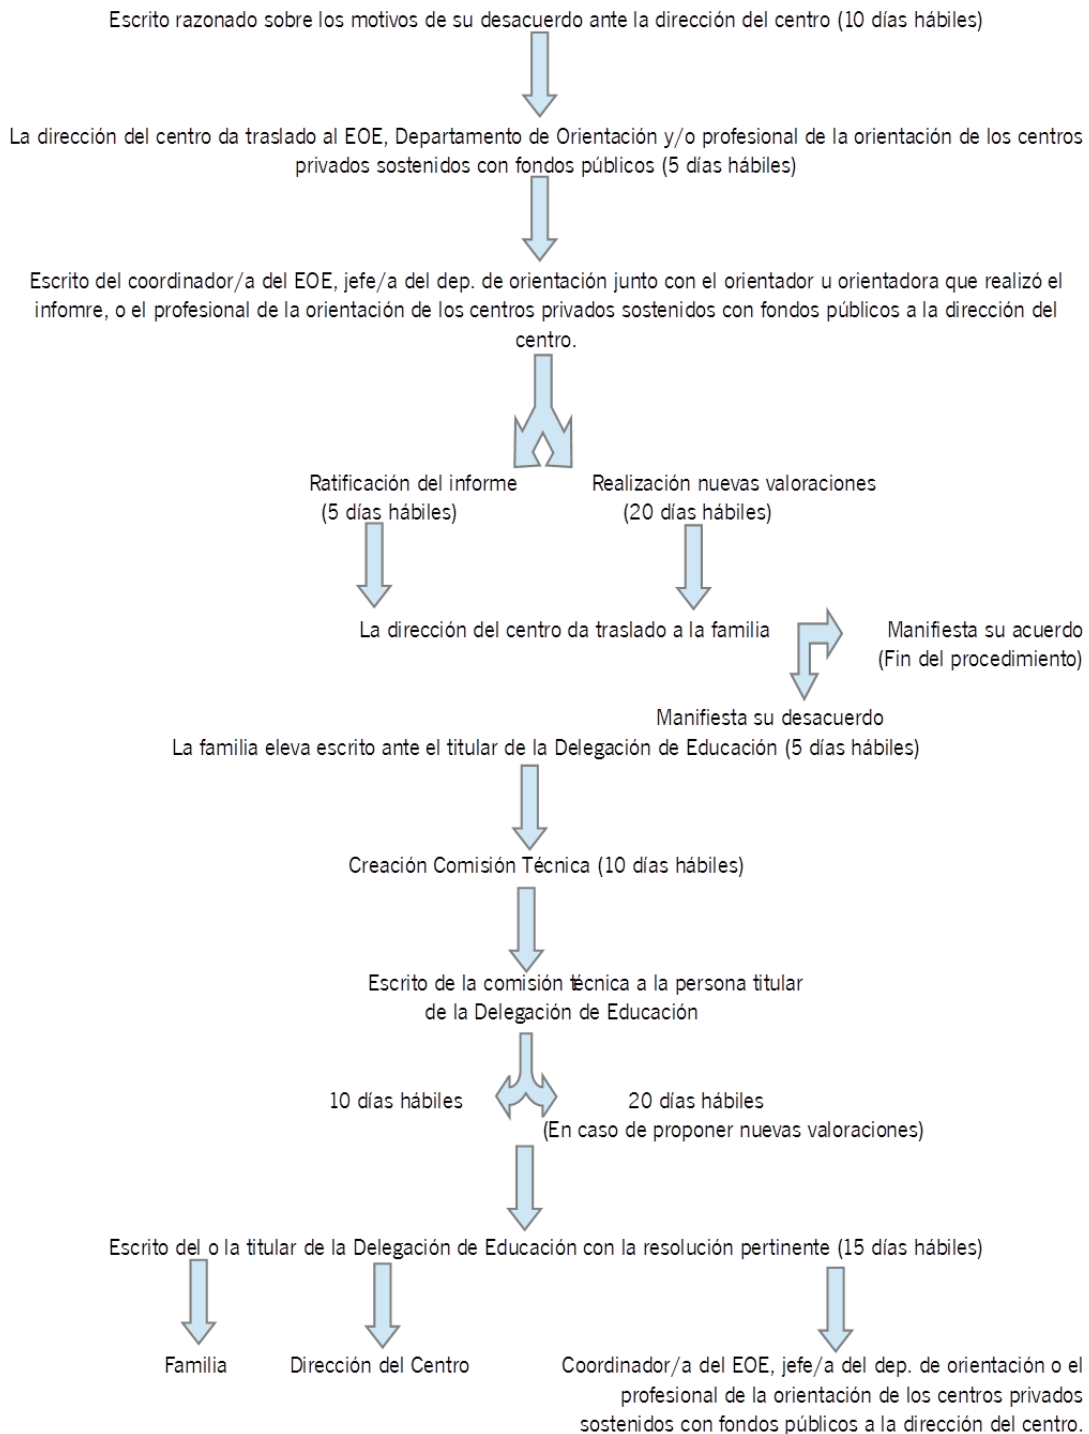 Escrito razonado sobre los motivos de su desacuerdo ante la dirección del centro (10 días hábiles)
La dirección del centro da traslado al EOE, Departamento de Orientación y/o profesional de la orientación de los centros
privados sostenidos con fondos públicos (5 días hábiles)
Escrito del coordinador/a del EOE, jefe/a del dep. de orientación junto con el orientador u orientadora que realizó el
infomre, o el profesional de la orientación de los centros privados sostenidos con fondos públicos a la dirección del
centro.
Ratificación del informe
(5 días hábiles)
Realización nuevas valoraciones
(20 días hábiles)
La dirección del centro da traslado a la familia
Manifiesta su acuerdo
(Fin del procedimiento)
Manifiesta su desacuerdo
La familia eleva escrito ante el titular de la Delegación de Educación (5 días hábiles)
Creación Comisión Técnica (10 días hábiles)
Escrito de la comisión técnica a la persona titular
de la Delegación de Educación
10 días hábiles
20 días hábiles
(En caso de proponer nuevas valoraciones)
Escrito del o la titular de la Delegación de Educación con la resolución pertinente (15 días hábiles)
Familia
Dirección del Centro
Coordinador/a del EOE, jefe/a del dep. de orientación o el
profesional de la orientación de los centros privados
sostenidos con fondos públicos a la dirección del centro.